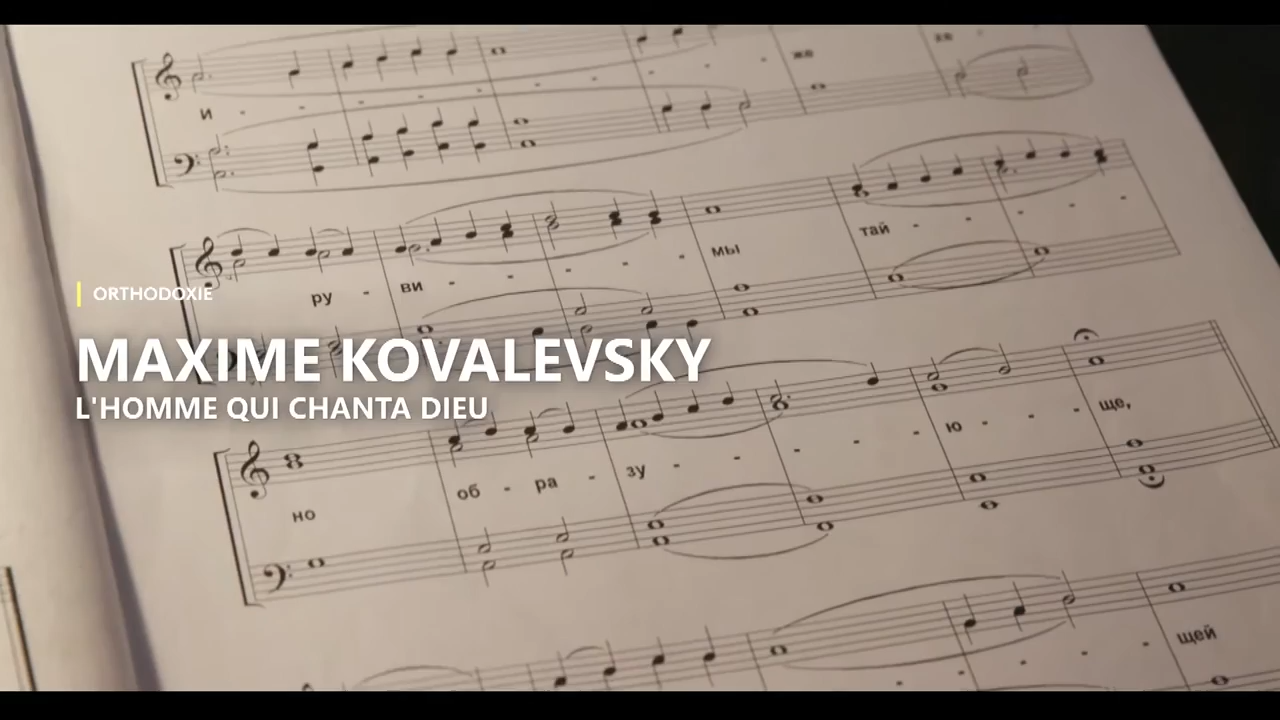 И - - - - - - - же
ру - ви - - - - - мы тай - - - - -
ORTHODOXIE
MAXIME KOVALEVSKY
L'HOMME QUI CHANTA DIEU
но об - ра - зу - - - - - ю - - - ще,
щей